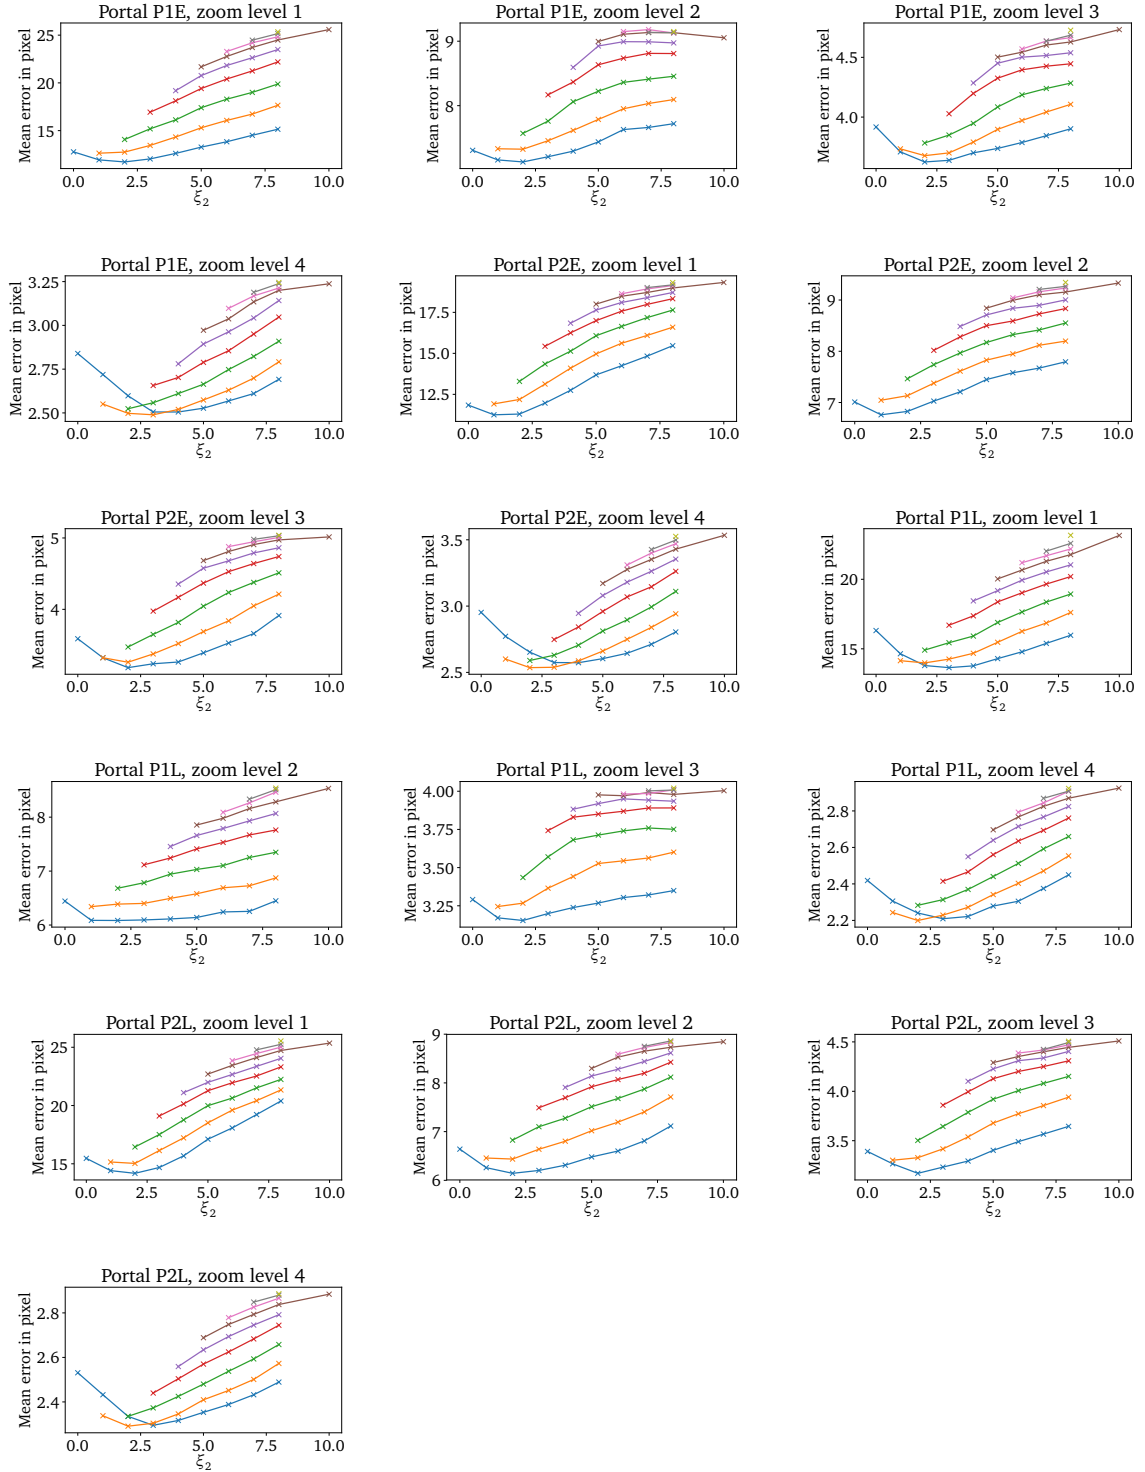 Portal P1E, zoom level 1
Mean error in pixel
25
20
15
0.0 2.5 5.0 7.5 10.0
ξ₂
Portal P1E, zoom level 2
Mean error in pixel
9
8
0.0 2.5 5.0 7.5 10.0
ξ₂
Portal P1E, zoom level 3
Mean error in pixel
4.5
4.0
0.0 2.5 5.0 7.5 10.0
ξ₂
Portal P1E, zoom level 4
Mean error in pixel
3.25
3.00
2.75
2.50
0.0 2.5 5.0 7.5 10.0
ξ₂
Portal P2E, zoom level 1
Mean error in pixel
17.5
15.0
12.5
0.0 2.5 5.0 7.5 10.0
ξ₂
Portal P2E, zoom level 2
Mean error in pixel
9
8
7
0.0 2.5 5.0 7.5 10.0
ξ₂
Portal P2E, zoom level 3
Mean error in pixel
5
4
0.0 2.5 5.0 7.5 10.0
ξ₂
Portal P2E, zoom level 4
Mean error in pixel
3.5
3.0
2.5
0.0 2.5 5.0 7.5 10.0
ξ₂
Portal P1L, zoom level 1
Mean error in pixel
20
15
0.0 2.5 5.0 7.5 10.0
ξ₂
Portal P1L, zoom level 2
Mean error in pixel
8
7
6
0.0 2.5 5.0 7.5 10.0
ξ₂
Portal P1L, zoom level 3
Mean error in pixel
4.00
3.75
3.50
3.25
0.0 2.5 5.0 7.5 10.0
ξ₂
Portal P1L, zoom level 4
Mean error in pixel
2.8
2.6
2.4
2.2
0.0 2.5 5.0 7.5 10.0
ξ₂
Portal P2L, zoom level 1
Mean error in pixel
25
20
15
0.0 2.5 5.0 7.5 10.0
ξ₂
Portal P2L, zoom level 2
Mean error in pixel
9
8
7
6
0.0 2.5 5.0 7.5 10.0
ξ₂
Portal P2L, zoom level 3
Mean error in pixel
4.5
4.0
3.5
0.0 2.5 5.0 7.5 10.0
ξ₂
Portal P2L, zoom level 4
Mean error in pixel
2.8
2.6
2.4
0.0 2.5 5.0 7.5 10.0
ξ₂